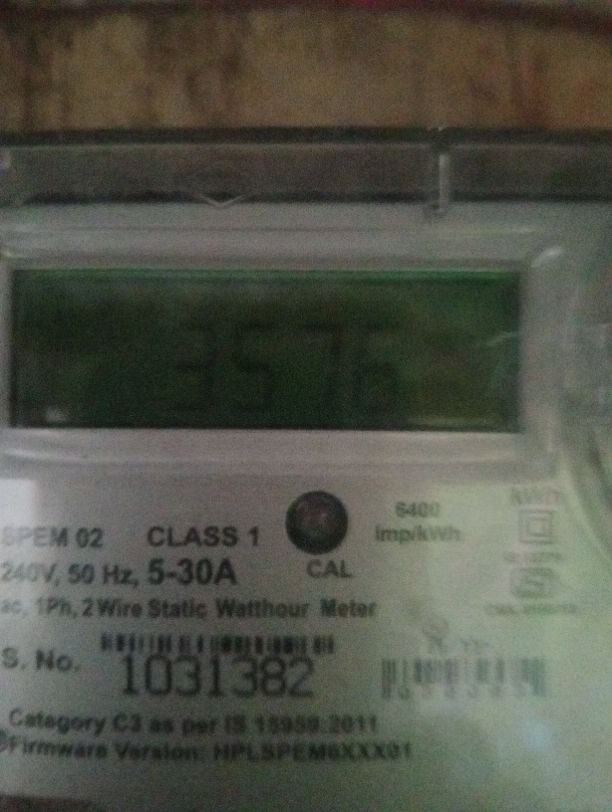 3576
6400
kWh
SPEM 02 CLASS 1 imp/kWh
240V, 50 Hz, 5-30A CAL
ac, 1Ph, 2 Wire Static Watthour Meter
S. No. 1031382
Category C3 as per IS 15959:2011
Firmware Version: HPLSPEM6XXX01